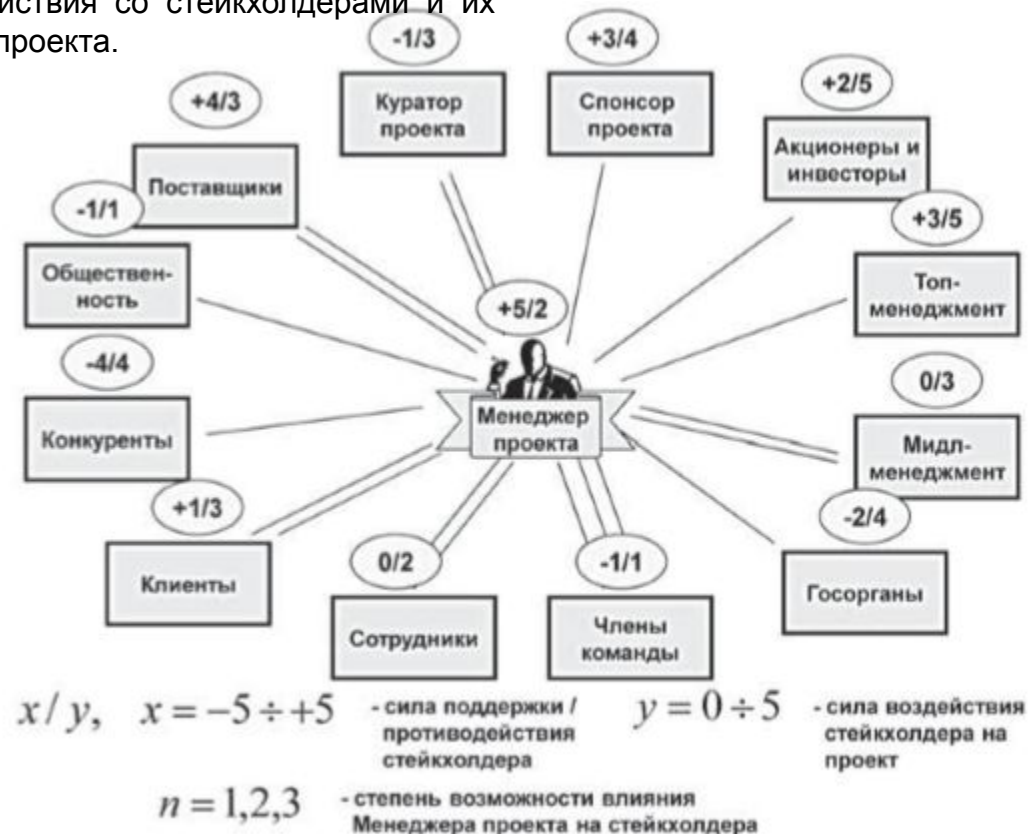 йствия со стейкхолдерами и их
проекта.
-1/3
+3/4
+2/5
+4/3
Куратор
проекта
Спонсор
проекта
Акционеры и
инвесторы
Поставщики
-1/1
+3/5
Обществен-
ность
+5/2
Топ-
менеджмент
-4/4
0/3
Конкуренты
Менеджер
проекта
Мидл-
менеджмент
+1/3
-2/4
0/2
-1/1
Клиенты
Госорганы
Сотрудники
Члены
команды
x / y, x = −5 ÷ +5
- сила поддержки /
противодействия
стейкхолдера
y = 0 ÷ 5
- сила воздействия
стейкхолдера на
проект
n = 1,2,3
- степень возможности влияния
Менеджера проекта на стейкхолдера